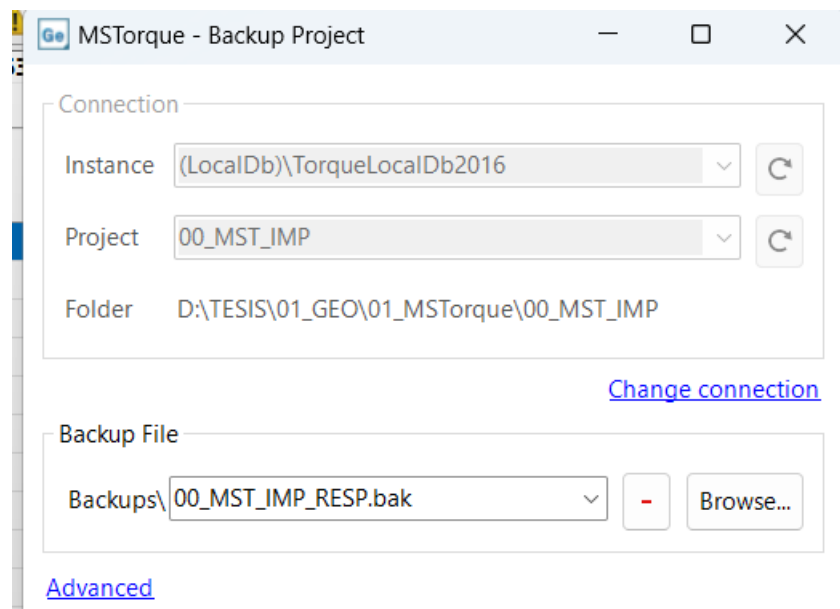 Ge MSTorque - Backup Project
Connection
Instance (LocalDb)\TorqueLocalDb2016
Project 00_MST_IMP
Folder D:\TESIS\01_GEO\01_MSTorque\00_MST_IMP
Change connection
Backup File
Backups\ 00_MST_IMP_RESP.bak - Browse...
Advanced